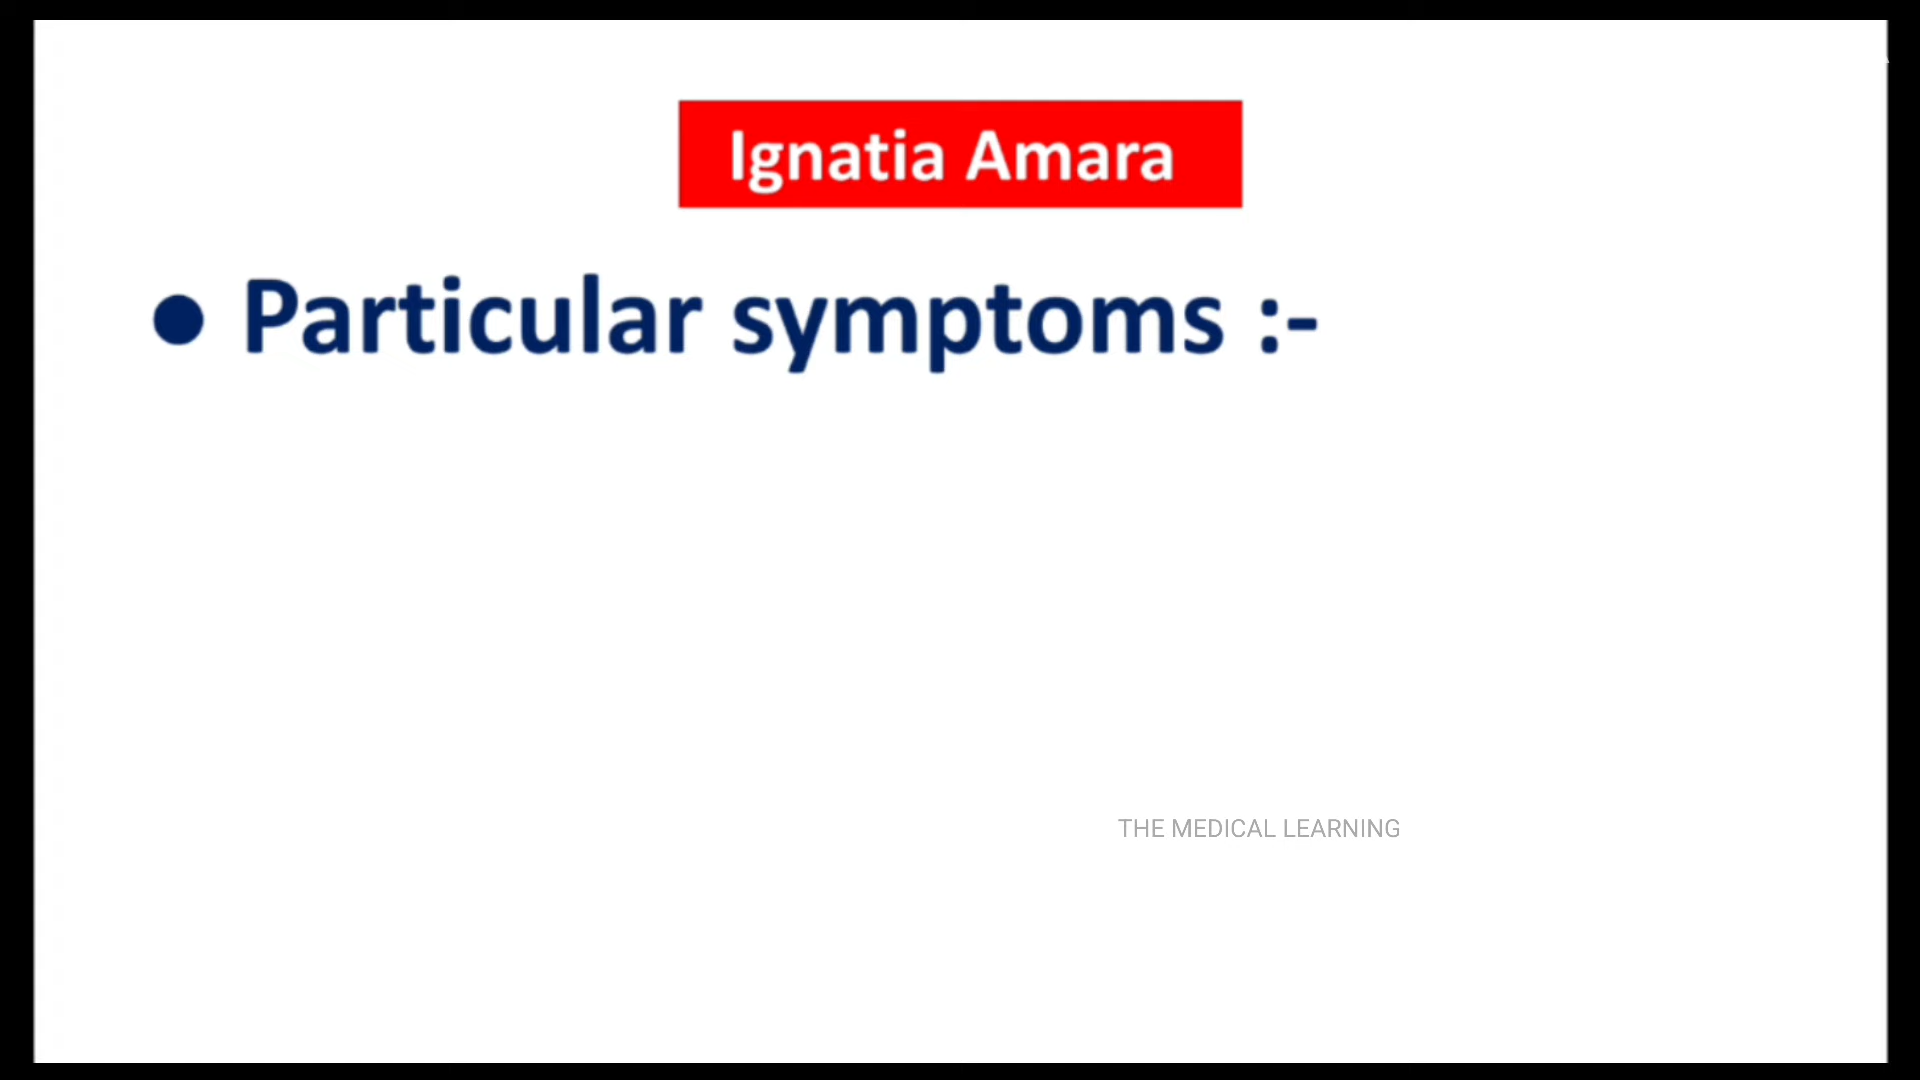 Ignatia Amara
● Particular symptoms :-
THE MEDICAL LEARNING